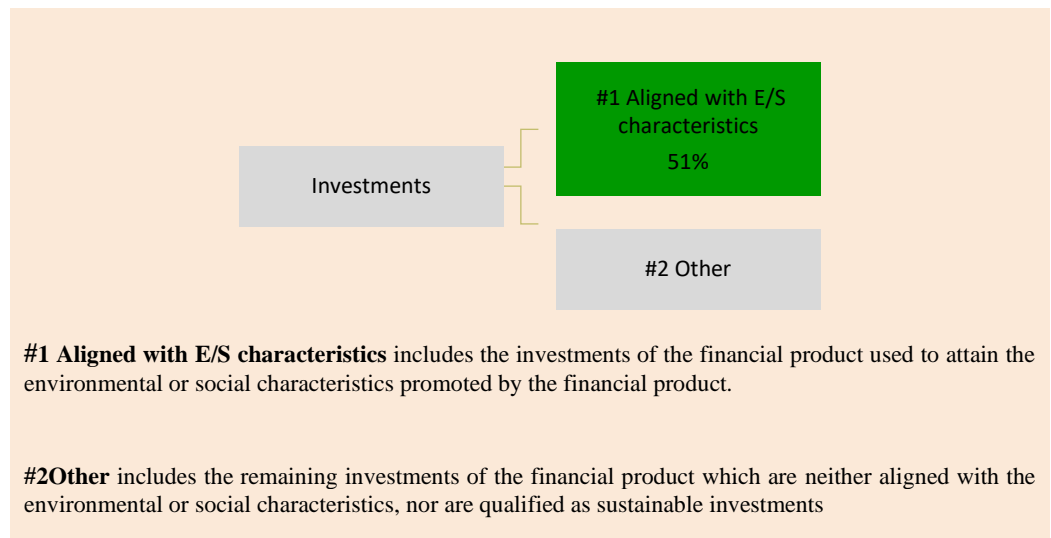 #1 Aligned with E/S
characteristics
51%
Investments
#2 Other
#1 Aligned with E/S characteristics includes the investments of the financial product used to attain the
environmental or social characteristics promoted by the financial product.
#2Other includes the remaining investments of the financial product which are neither aligned with the
environmental or social characteristics, nor are qualified as sustainable investments